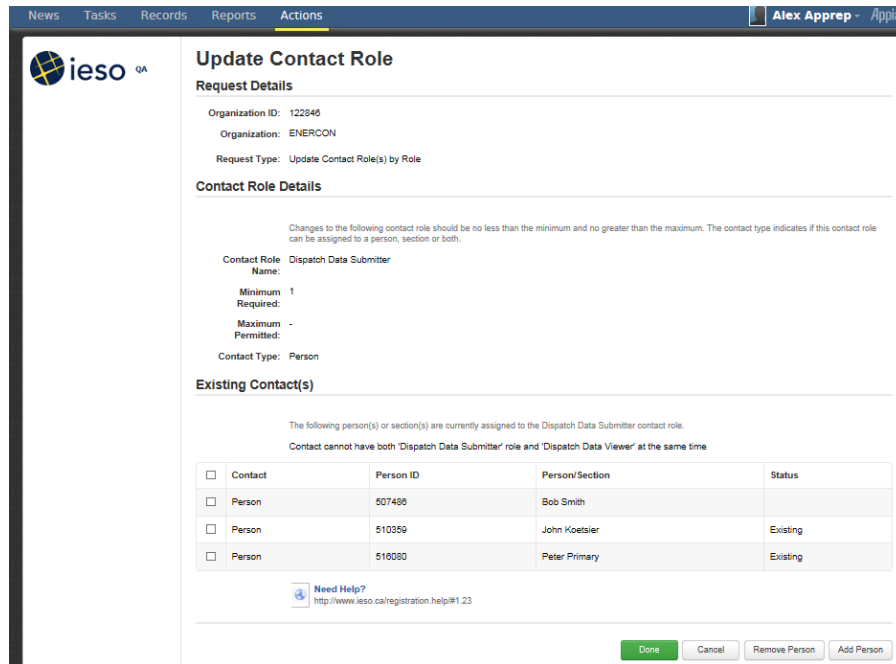 News Tasks Records Reports Actions Alex Apprep
ieso QA
Update Contact Role
Request Details
Organization ID: 122846
Organization: ENERCON
Request Type: Update Contact Role(s) by Role
Contact Role Details
Changes to the following contact role should be no less than the minimum and no greater than the maximum. The contact type indicates if this contact role
can be assigned to a person, section or both.
Contact Role Dispatch Data Submitter
Name:
Minimum 1
Required:
Maximum -
Permitted:
Contact Type: Person
Existing Contact(s)
The following person(s) or section(s) are currently assigned to the Dispatch Data Submitter contact role.
Contact cannot have both 'Dispatch Data Submitter' role and 'Dispatch Data Viewer' at the same time
Contact Person ID Person/Section Status
Person 507486 Bob Smith
Person 510359 John Koetsier Existing
Person 516080 Peter Primary Existing
Need Help?
http://www.ieso.ca/registration.help/#1.23
Done Cancel Remove Person Add Person